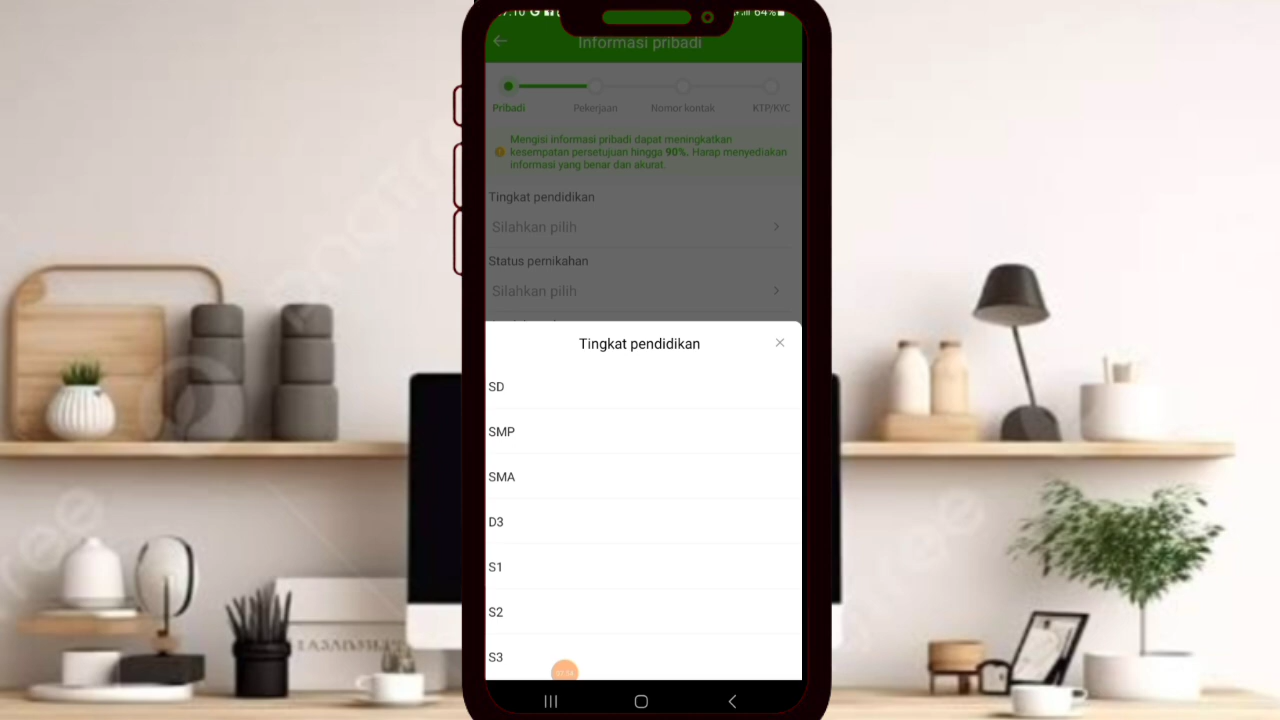 64%
Informasi pribadi
Pribadi
Pekerjaan
Nomor kontak
KTP/KYC
Mengisi informasi pribadi dapat meningkatkan
kesempatan persetujuan hingga 90%. Harap menyediakan
informasi yang benar dan akurat.
Tingkat pendidikan
Silahkan pilih
Status pernikahan
Silahkan pilih
Tingkat pendidikan
SD
SMP
SMA
D3
S1
S2
S3